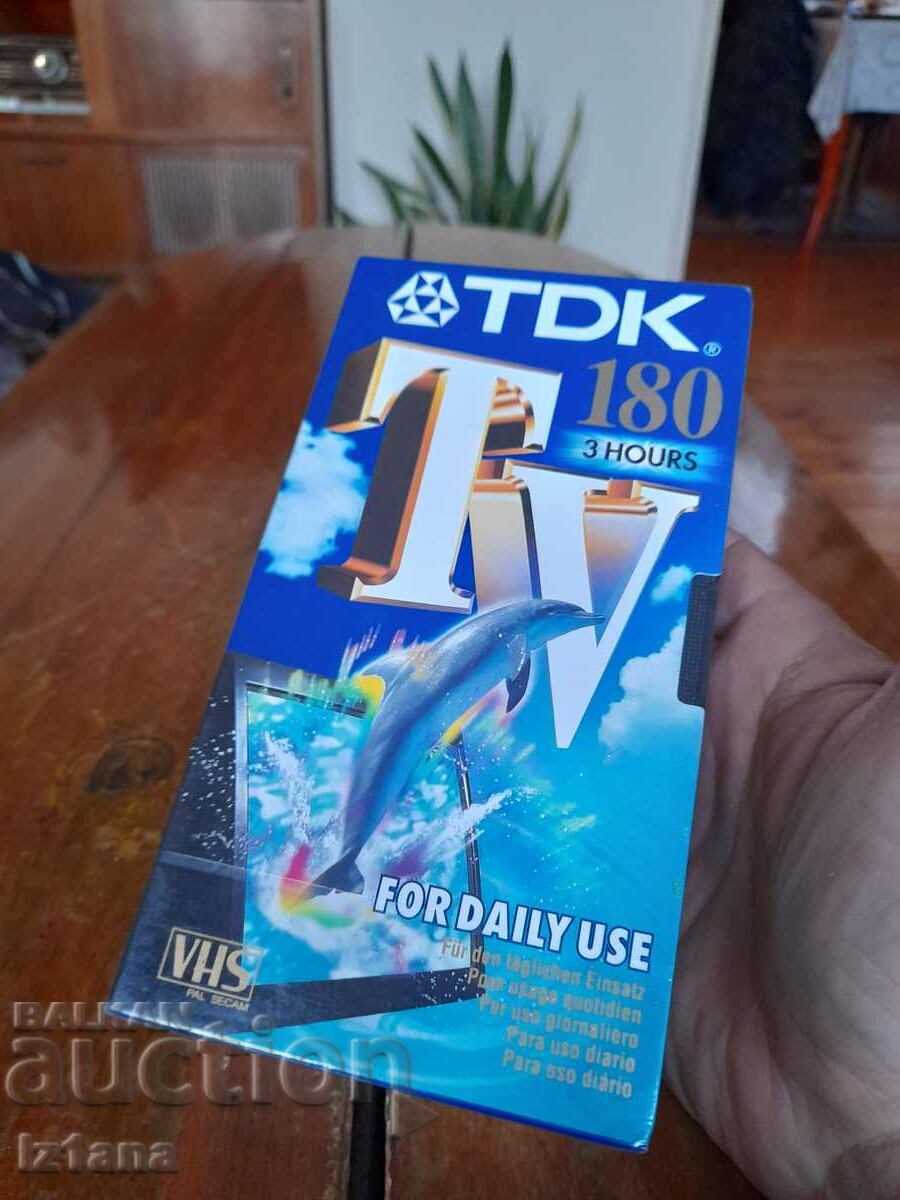 TDK®
180
3 HOURS
TV
FOR DAILY USE
Für den täglichen Einsatz
Pour usage quotidien
Per uso giornaliero
Para uso diario
Para uso diário
VHS
PAL SECAM
BALKAN
auction
Iz1ana